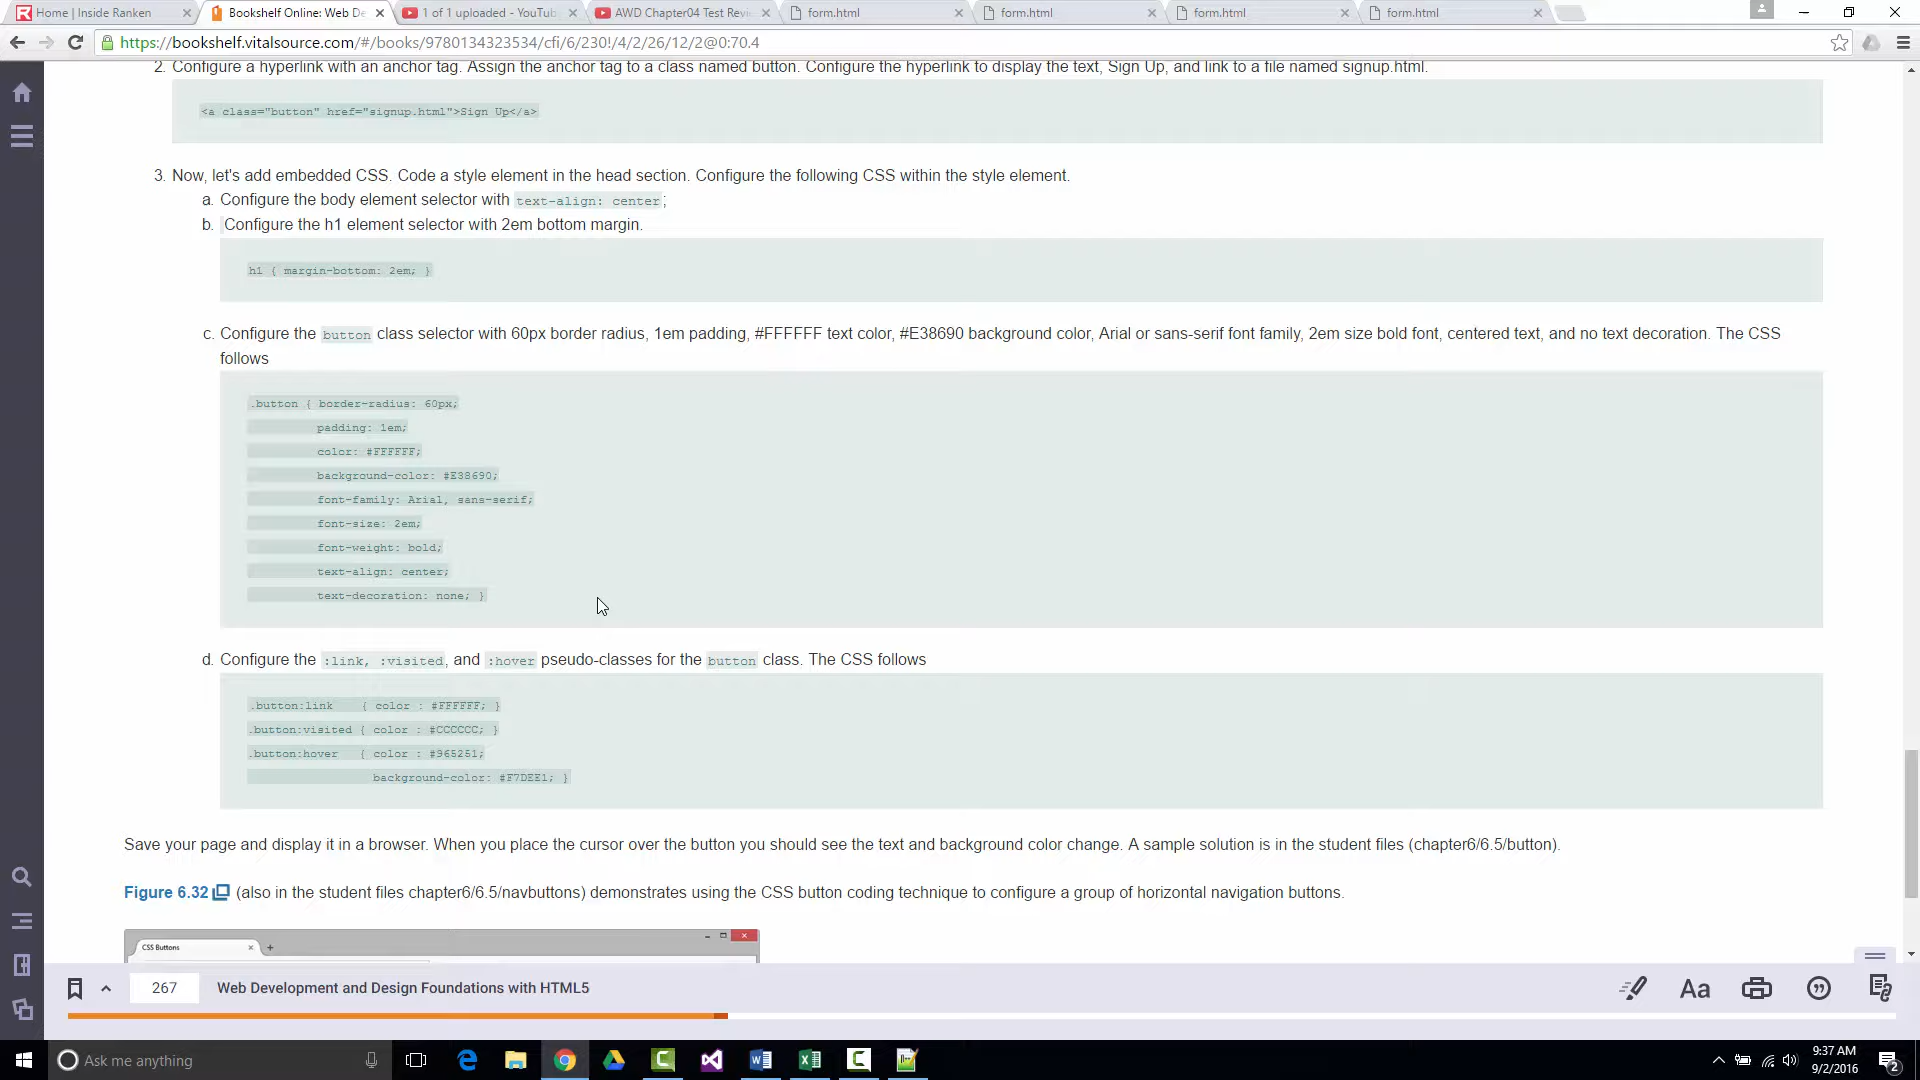 Home | Inside Ranken
Bookshelf Online: Web De
1 of 1 uploaded - YouTub
AWD Chapter04 Test Revi
form.html
form.html
form.html
form.html
https://bookshelf.vitalsource.com/#/books/9780134323534/cfi/6/230!/4/2/26/12/2@0:70.4
2. Configure a hyperlink with an anchor tag. Assign the anchor tag to a class named button. Configure the hyperlink to display the text, Sign Up, and link to a file named signup.html.
<a class="button" href="signup.html">Sign Up</a>
3. Now, let's add embedded CSS. Code a style element in the head section. Configure the following CSS within the style element.
a. Configure the body element selector with text-align: center;
b. Configure the h1 element selector with 2em bottom margin.
h1 { margin-bottom: 2em; }
c. Configure the button class selector with 60px border radius, 1em padding, #FFFFFF text color, #E38690 background color, Arial or sans-serif font family, 2em size bold font, centered text, and no text decoration. The CSS
follows
.button { border-radius: 60px;
padding: 1em;
color: #FFFFFF;
background-color: #E38690;
font-family: Arial, sans-serif;
font-size: 2em;
font-weight: bold;
text-align: center;
text-decoration: none; }
d. Configure the :link, :visited, and :hover pseudo-classes for the button class. The CSS follows
.button:link { color : #FFFFFF; }
.button:visited { color : #CCCCCC; }
.button:hover { color : #965251;
background-color: #F7DEE1; }
Save your page and display it in a browser. When you place the cursor over the button you should see the text and background color change. A sample solution is in the student files (chapter6/6.5/button).
Figure 6.32 (also in the student files chapter6/6.5/navbuttons) demonstrates using the CSS button coding technique to configure a group of horizontal navigation buttons.
CSS Buttons
267
Web Development and Design Foundations with HTML5
Aa
Ask me anything
9:37 AM
9/2/2016
2